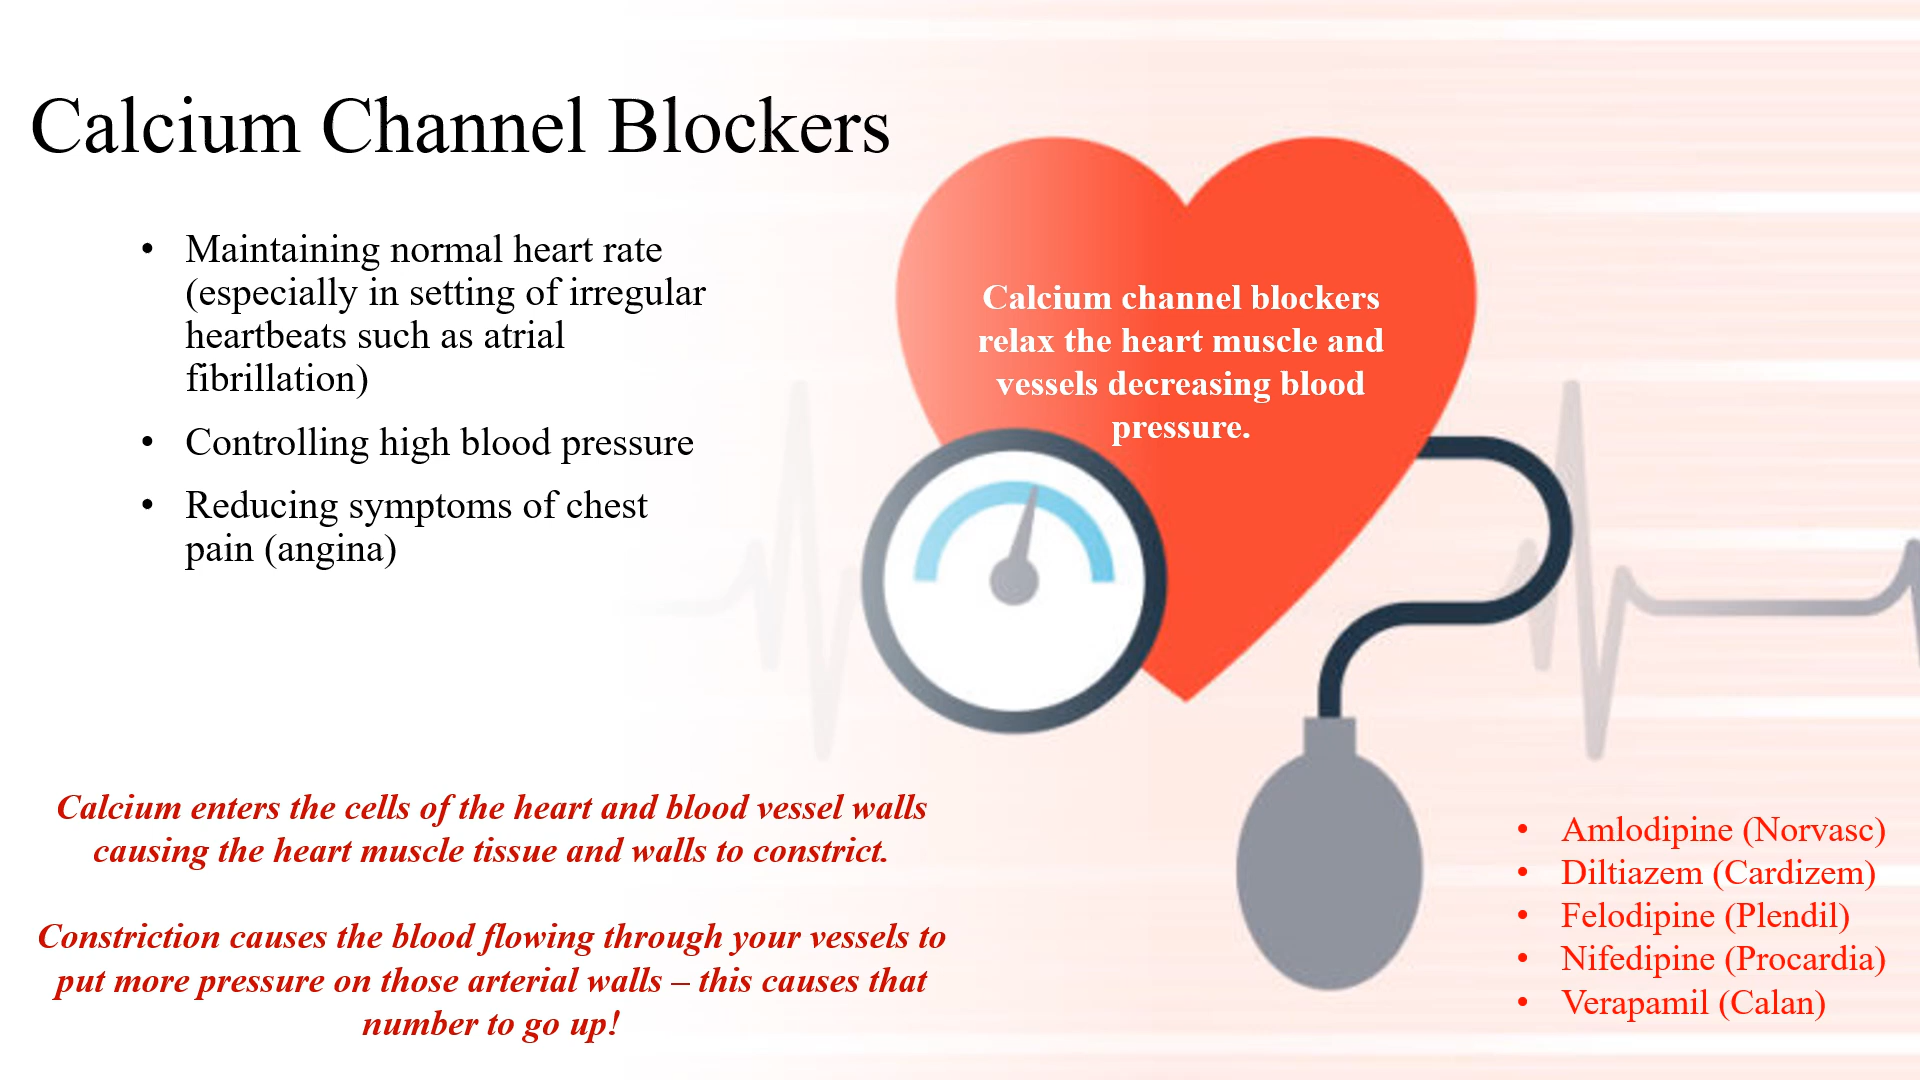 Calcium Channel Blockers
• Maintaining normal heart rate
(especially in setting of irregular
heartbeats such as atrial
fibrillation)
• Controlling high blood pressure
• Reducing symptoms of chest
pain (angina)
Calcium channel blockers
relax the heart muscle and
vessels decreasing blood
pressure.
Calcium enters the cells of the heart and blood vessel walls
causing the heart muscle tissue and walls to constrict.
Constriction causes the blood flowing through your vessels to
put more pressure on those arterial walls – this causes that
number to go up!
• Amlodipine (Norvasc)
• Diltiazem (Cardizem)
• Felodipine (Plendil)
• Nifedipine (Procardia)
• Verapamil (Calan)